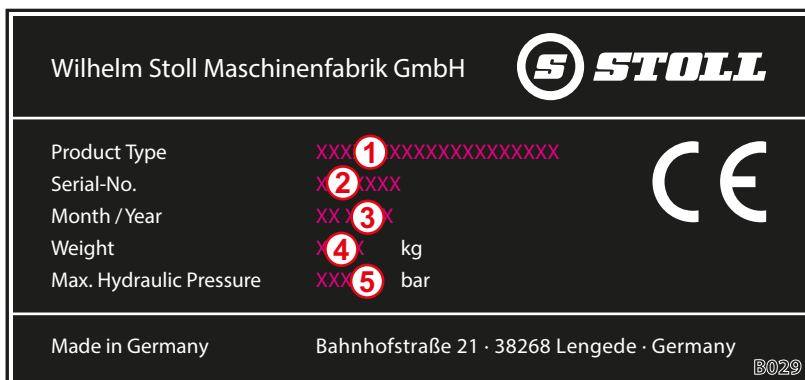 Wilhelm Stoll Maschinenfabrik GmbH
S STOLL
Product Type XXX 1 XXXXXXXXXXXXXX
Serial-No. X 2 XXXX
Month / Year XX X 3 X
Weight X 4 X kg
Max. Hydraulic Pressure XXX 5 bar
CE
Made in Germany Bahnhofstraße 21 · 38268 Lengede · Germany
B029